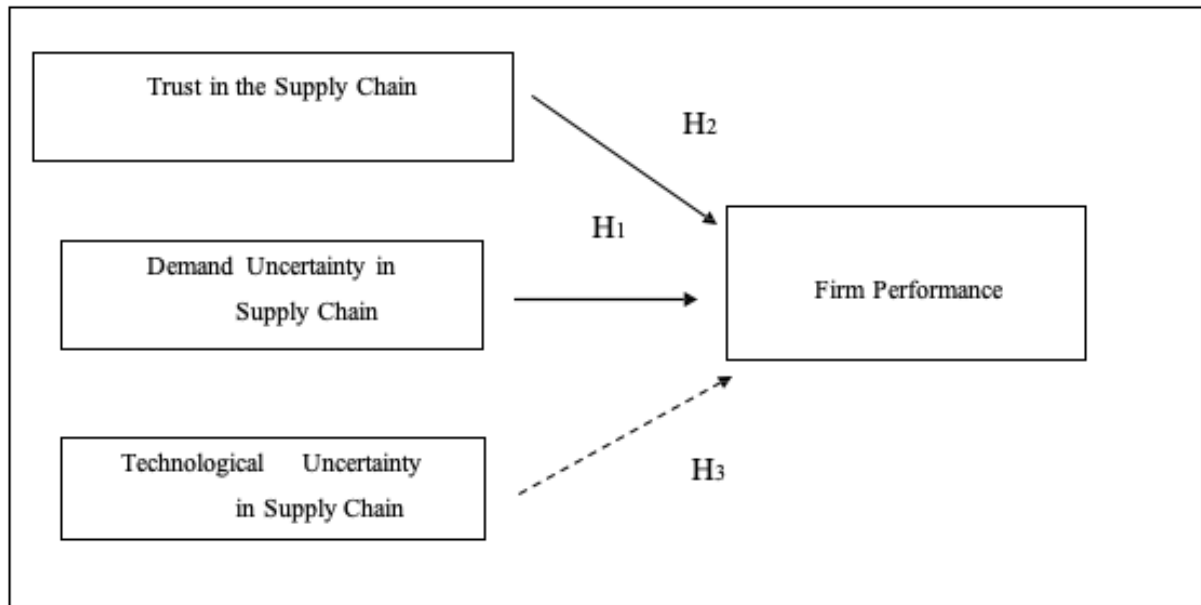 Trust in the Supply Chain
H2
H1
Demand Uncertainty in
Supply Chain
Firm Performance
Technological Uncertainty
in Supply Chain
H3